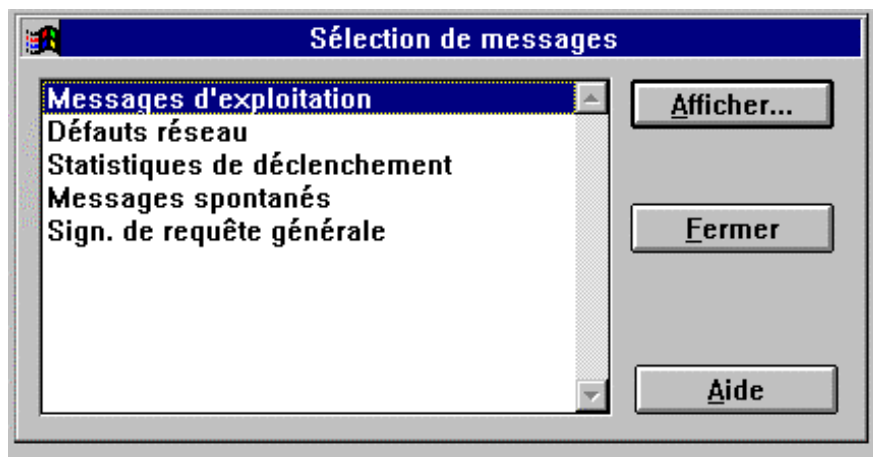 Sélection de messages
Messages d'exploitation
Défauts réseau
Statistiques de déclenchement
Messages spontanés
Sign. de requête générale
Afficher...
Fermer
Aide